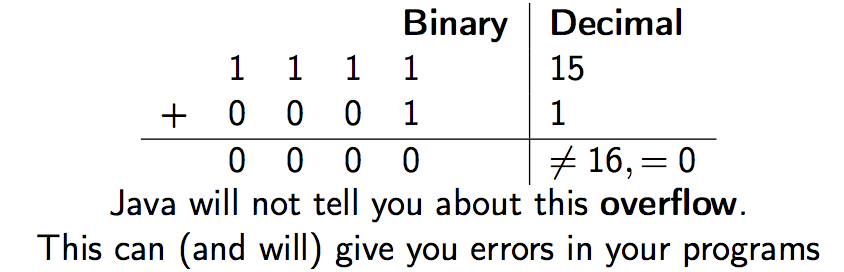 Binary Decimal
1 1 1 1 15
+ 0 0 0 1 1
0 0 0 0 ≠ 16, = 0
Java will not tell you about this overflow.
This can (and will) give you errors in your programs